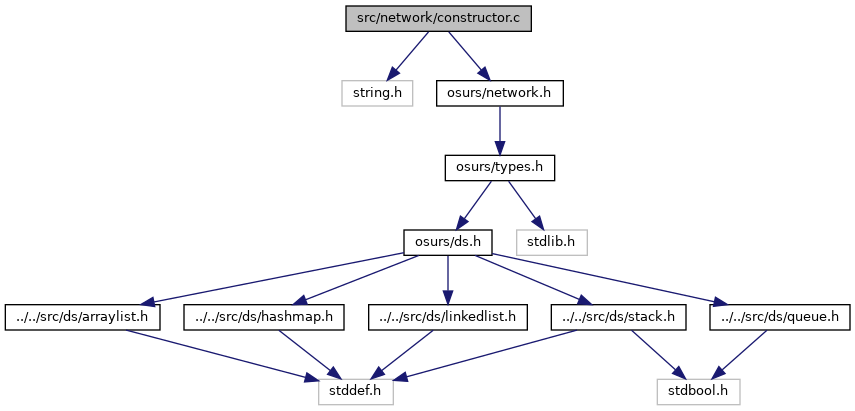 src/network/constructor.c
string.h
osurs/network.h
osurs/types.h
osurs/ds.h
stdlib.h
../../src/ds/arraylist.h
../../src/ds/hashmap.h
../../src/ds/linkedlist.h
../../src/ds/stack.h
../../src/ds/queue.h
stddef.h
stdbool.h